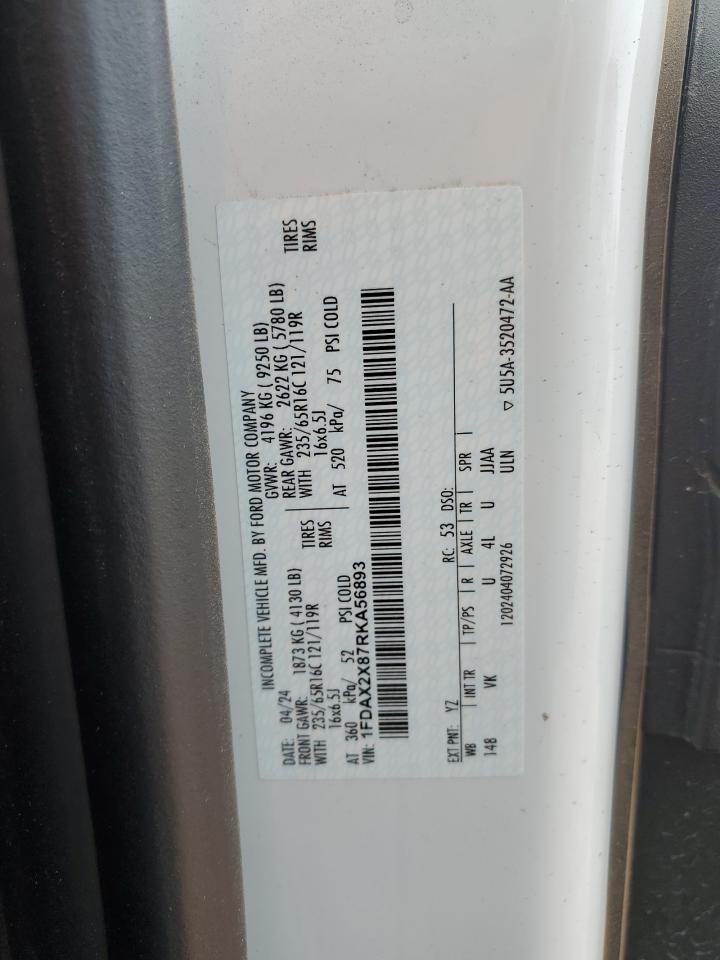 INCOMPLETE VEHICLE MFD. BY FORD MOTOR COMPANY
DATE: 04/24 GVWR: 4196 KG ( 9250 LB)
FRONT GAWR: 1873 KG ( 4130 LB) REAR GAWR: 2622 KG ( 5780 LB)
WITH 235/65R16C 121/119R TIRES WITH 235/65R16C 121/119R TIRES
16x6.5J RIMS 16x6.5J RIMS
AT 360 kPa/ 52 PSI COLD AT 520 kPa/ 75 PSI COLD
VIN: 1FDAX2X87RKA56893
EXT PNT: YZ RC: 53 DSO:
WB INT TR TP/PS R AXLE TR SPR
148 VK U 4L U JJAA
1202404072926 ULN
▽ 5U5A-3520472-AA